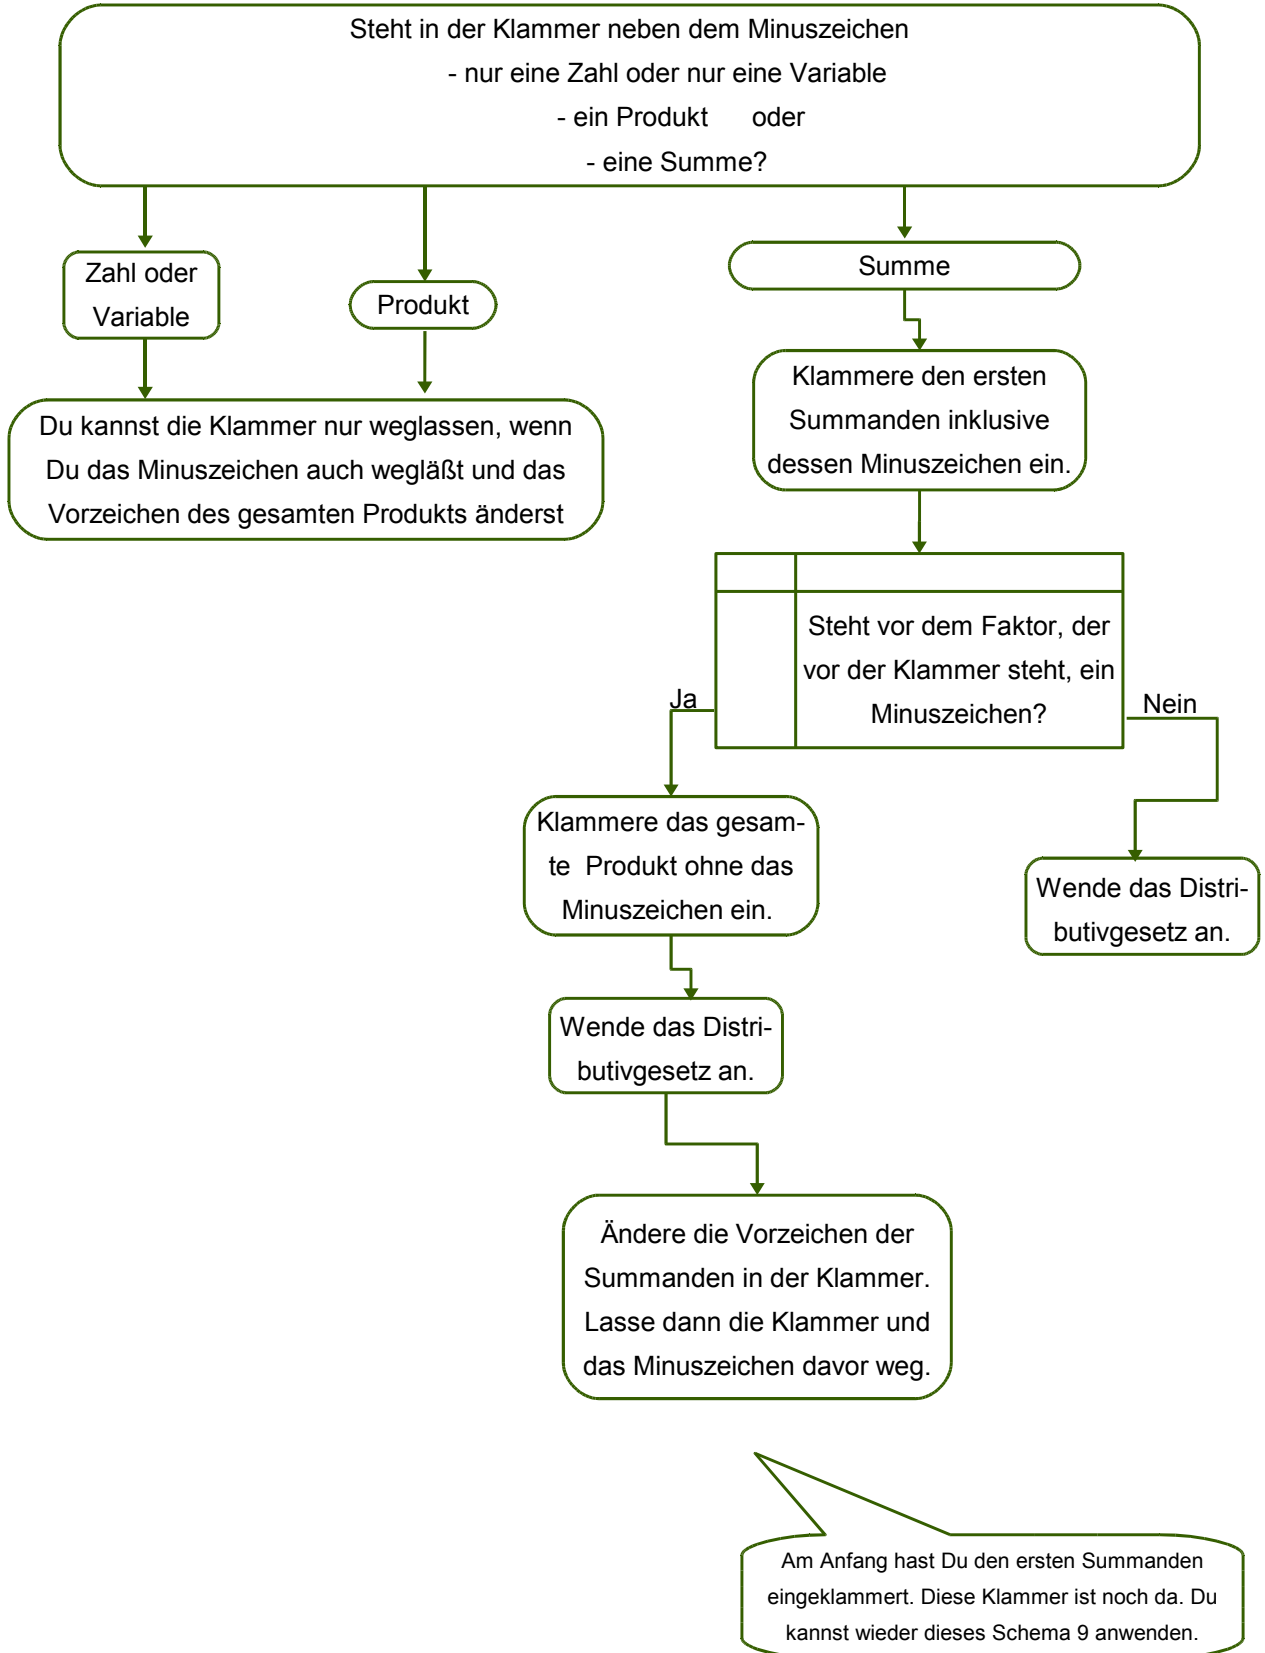 Steht in der Klammer neben dem Minuszeichen
- nur eine Zahl oder nur eine Variable
- ein Produkt oder
- eine Summe?
Zahl oder
Variable
Produkt
Summe
Du kannst die Klammer nur weglassen, wenn
Du das Minuszeichen auch wegläßt und das
Vorzeichen des gesamten Produkts änderst
Klammere den ersten
Summanden inklusive
dessen Minuszeichen ein.
Steht vor dem Faktor, der
vor der Klammer steht, ein
Minuszeichen?
Ja
Nein
Klammere das gesam-
te Produkt ohne das
Minuszeichen ein.
Wende das Distri-
butivgesetz an.
Wende das Distri-
butivgesetz an.
Ändere die Vorzeichen der
Summanden in der Klammer.
Lasse dann die Klammer und
das Minuszeichen davor weg.
Am Anfang hast Du den ersten Summanden
eingeklammert. Diese Klammer ist noch da. Du
kannst wieder dieses Schema 9 anwenden.